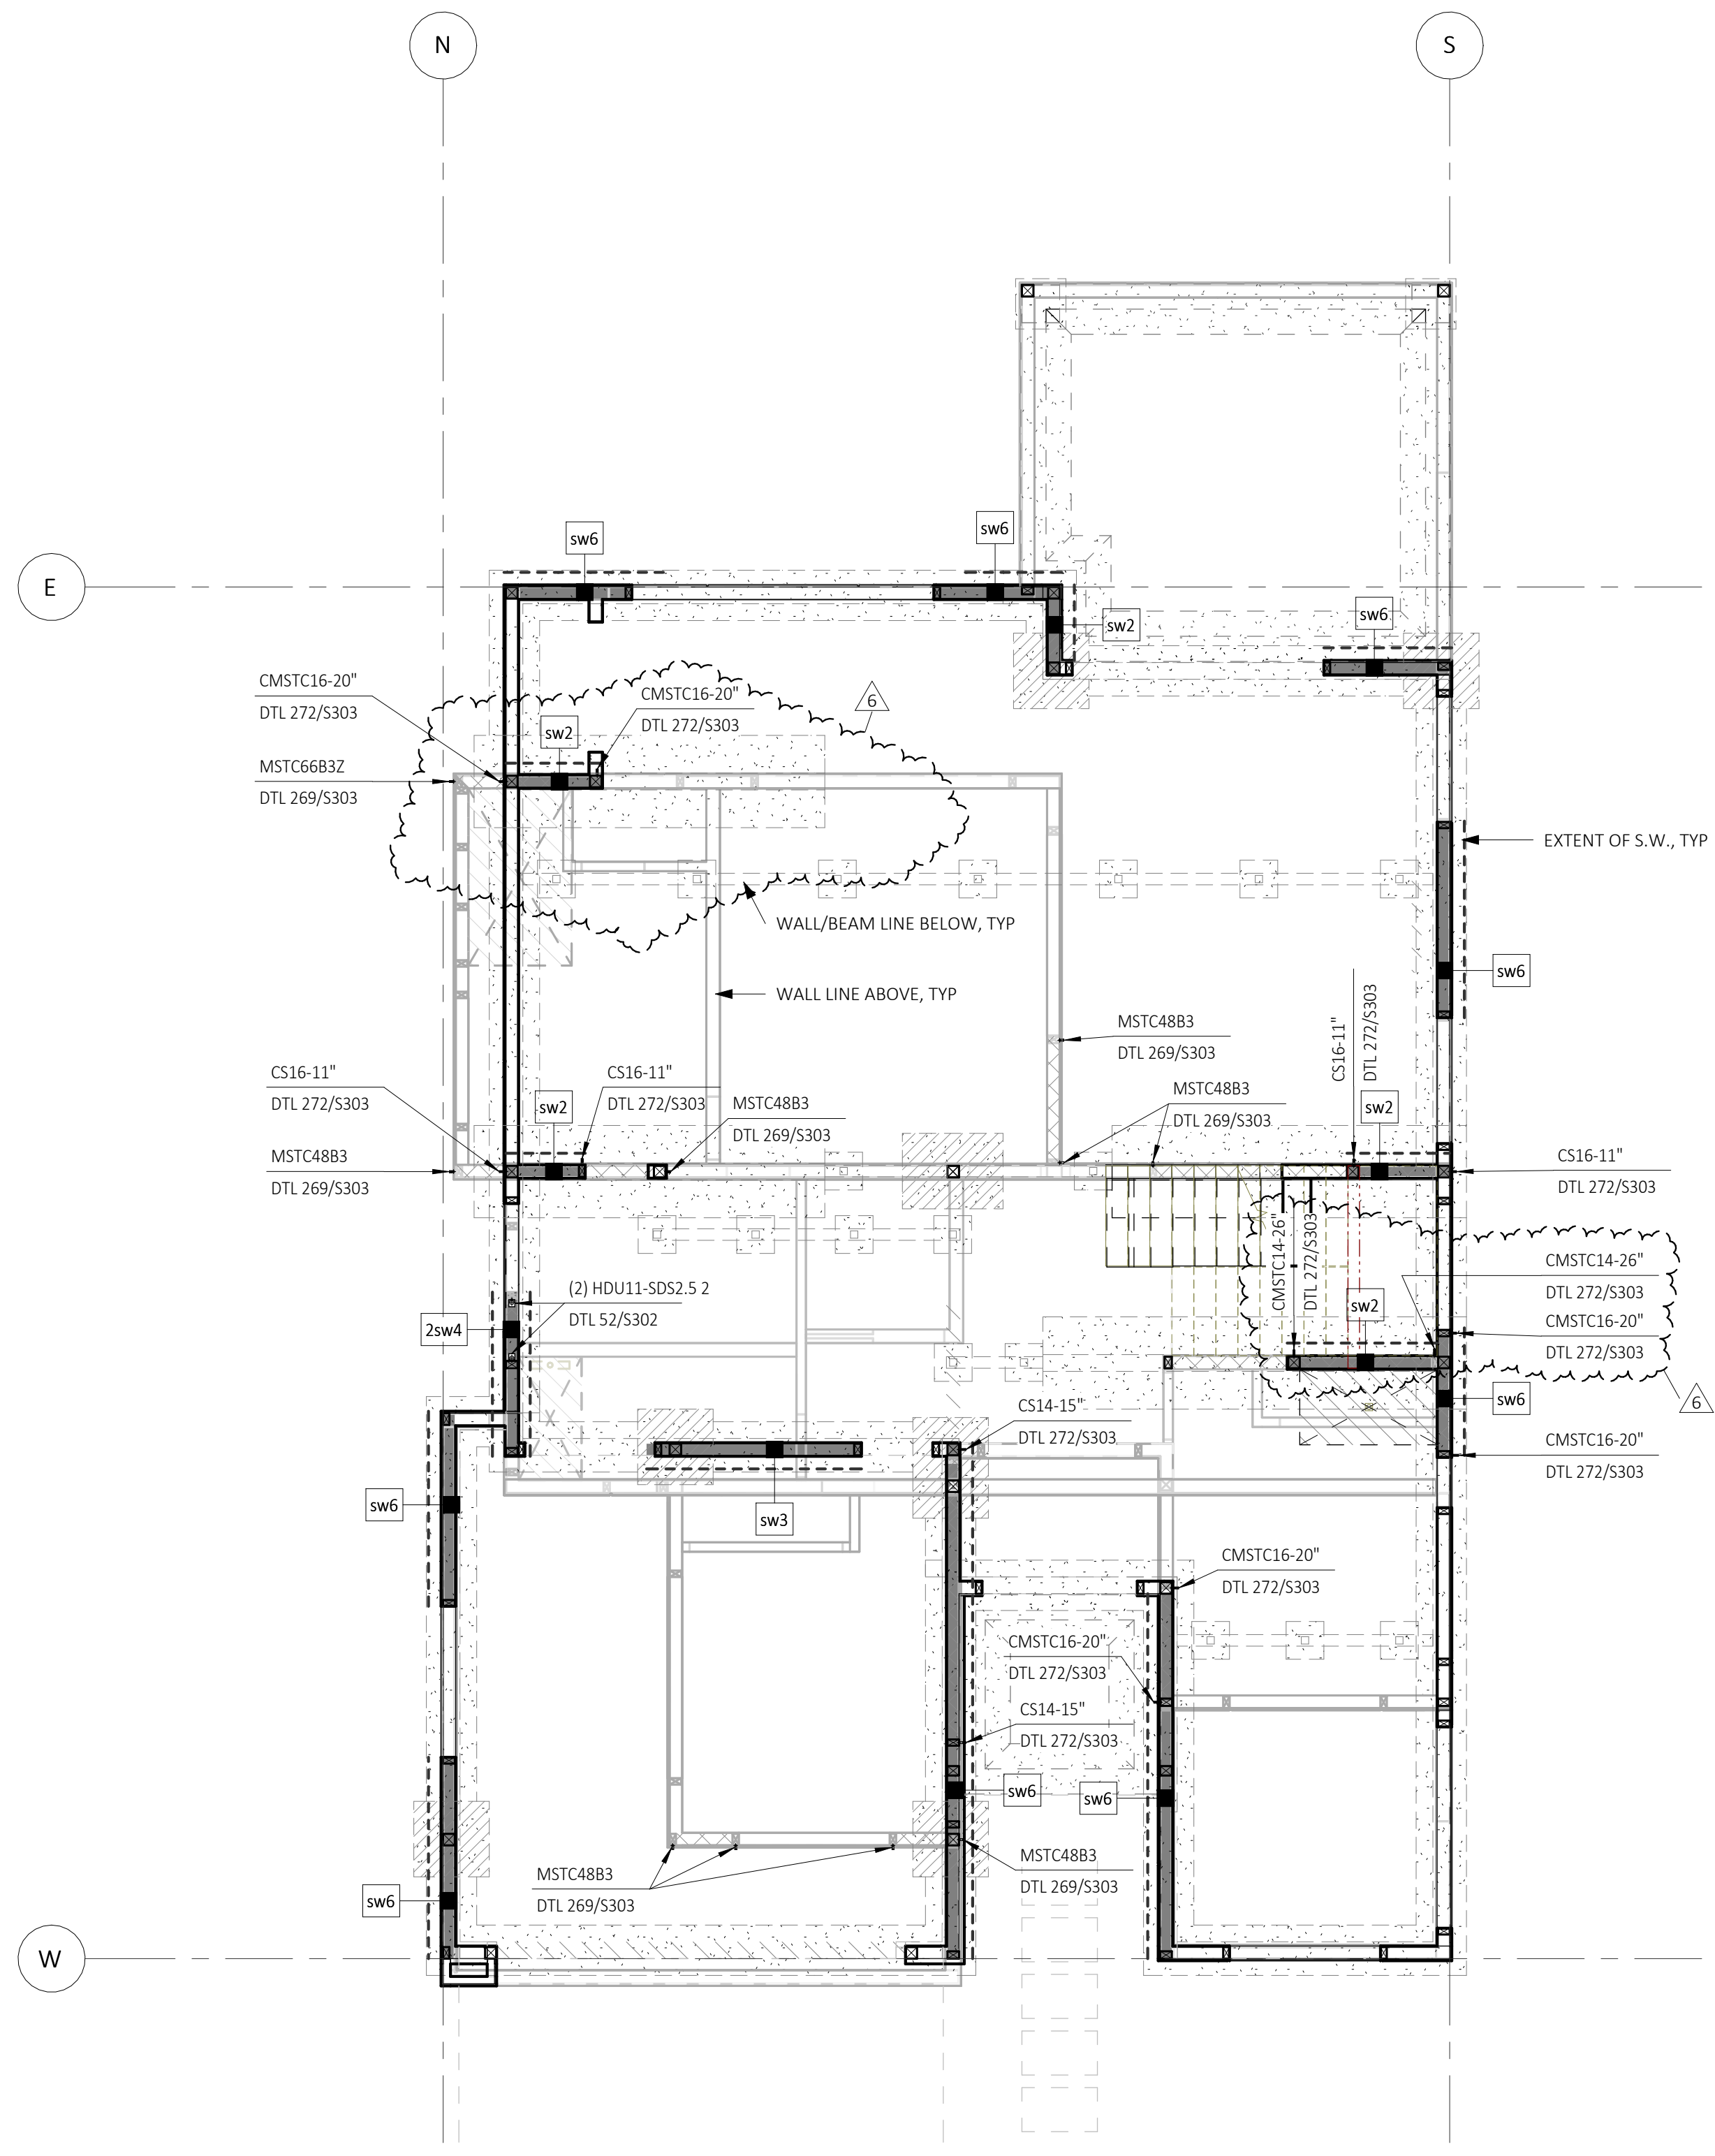 N
S
E
sw6
sw6
sw6
sw2
CMSTC16-20"
DTL 272/S303
CMSTC16-20"
DTL 272/S303
6
sw2
MSTC66B3Z
DTL 269/S303
EXTENT OF S.W., TYP
WALL/BEAM LINE BELOW, TYP
sw6
WALL LINE ABOVE, TYP
MSTC48B3
DTL 269/S303
CS16-11"
DTL 272/S303
CS16-11"
DTL 272/S303
CS16-11"
DTL 272/S303
sw2
MSTC48B3
DTL 269/S303
MSTC48B3
DTL 269/S303
sw2
MSTC48B3
DTL 269/S303
CS16-11"
DTL 272/S303
CMSTC14-26"
DTL 272/S303
CMSTC14-26"
DTL 272/S303
(2) HDU11-SDS2.5 2
DTL 52/S302
2sw4
sw2
CMSTC16-20"
DTL 272/S303
sw6
6
CS14-15"
DTL 272/S303
CMSTC16-20"
DTL 272/S303
sw6
sw3
CMSTC16-20"
DTL 272/S303
CMSTC16-20"
DTL 272/S303
CS14-15"
DTL 272/S303
sw6
sw6
MSTC48B3
DTL 269/S303
MSTC48B3
DTL 269/S303
sw6
W